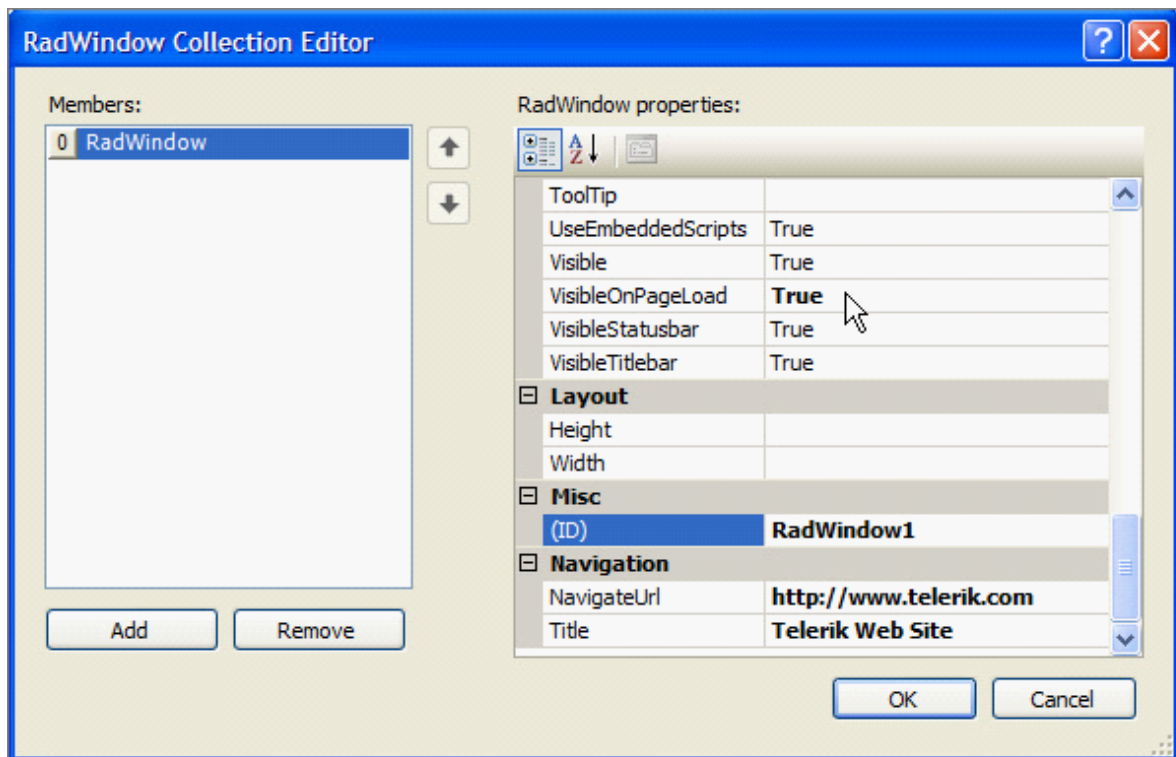 RadWindow Collection Editor
Members:
0 RadWindow
Add Remove
RadWindow properties:
ToolTip
UseEmbeddedScripts True
Visible True
VisibleOnPageLoad True
VisibleStatusbar True
VisibleTitlebar True
Layout
Height
Width
Misc
(ID) RadWindow1
Navigation
NavigateUrl http://www.telerik.com
Title Telerik Web Site
OK Cancel